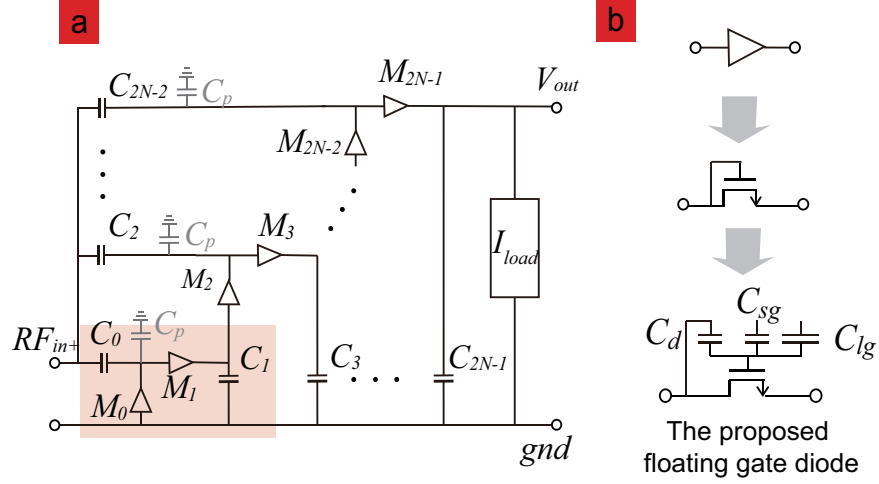 a
b
C2N-2
Cp
M2N-1
Vout
M2N-2
C2
Cp
M3
Iload
M2
RFin+
C0
Cp
M1
C1
C3
C2N-1
M0
gnd
Cd
Csg
Clg
The proposed
floating gate diode